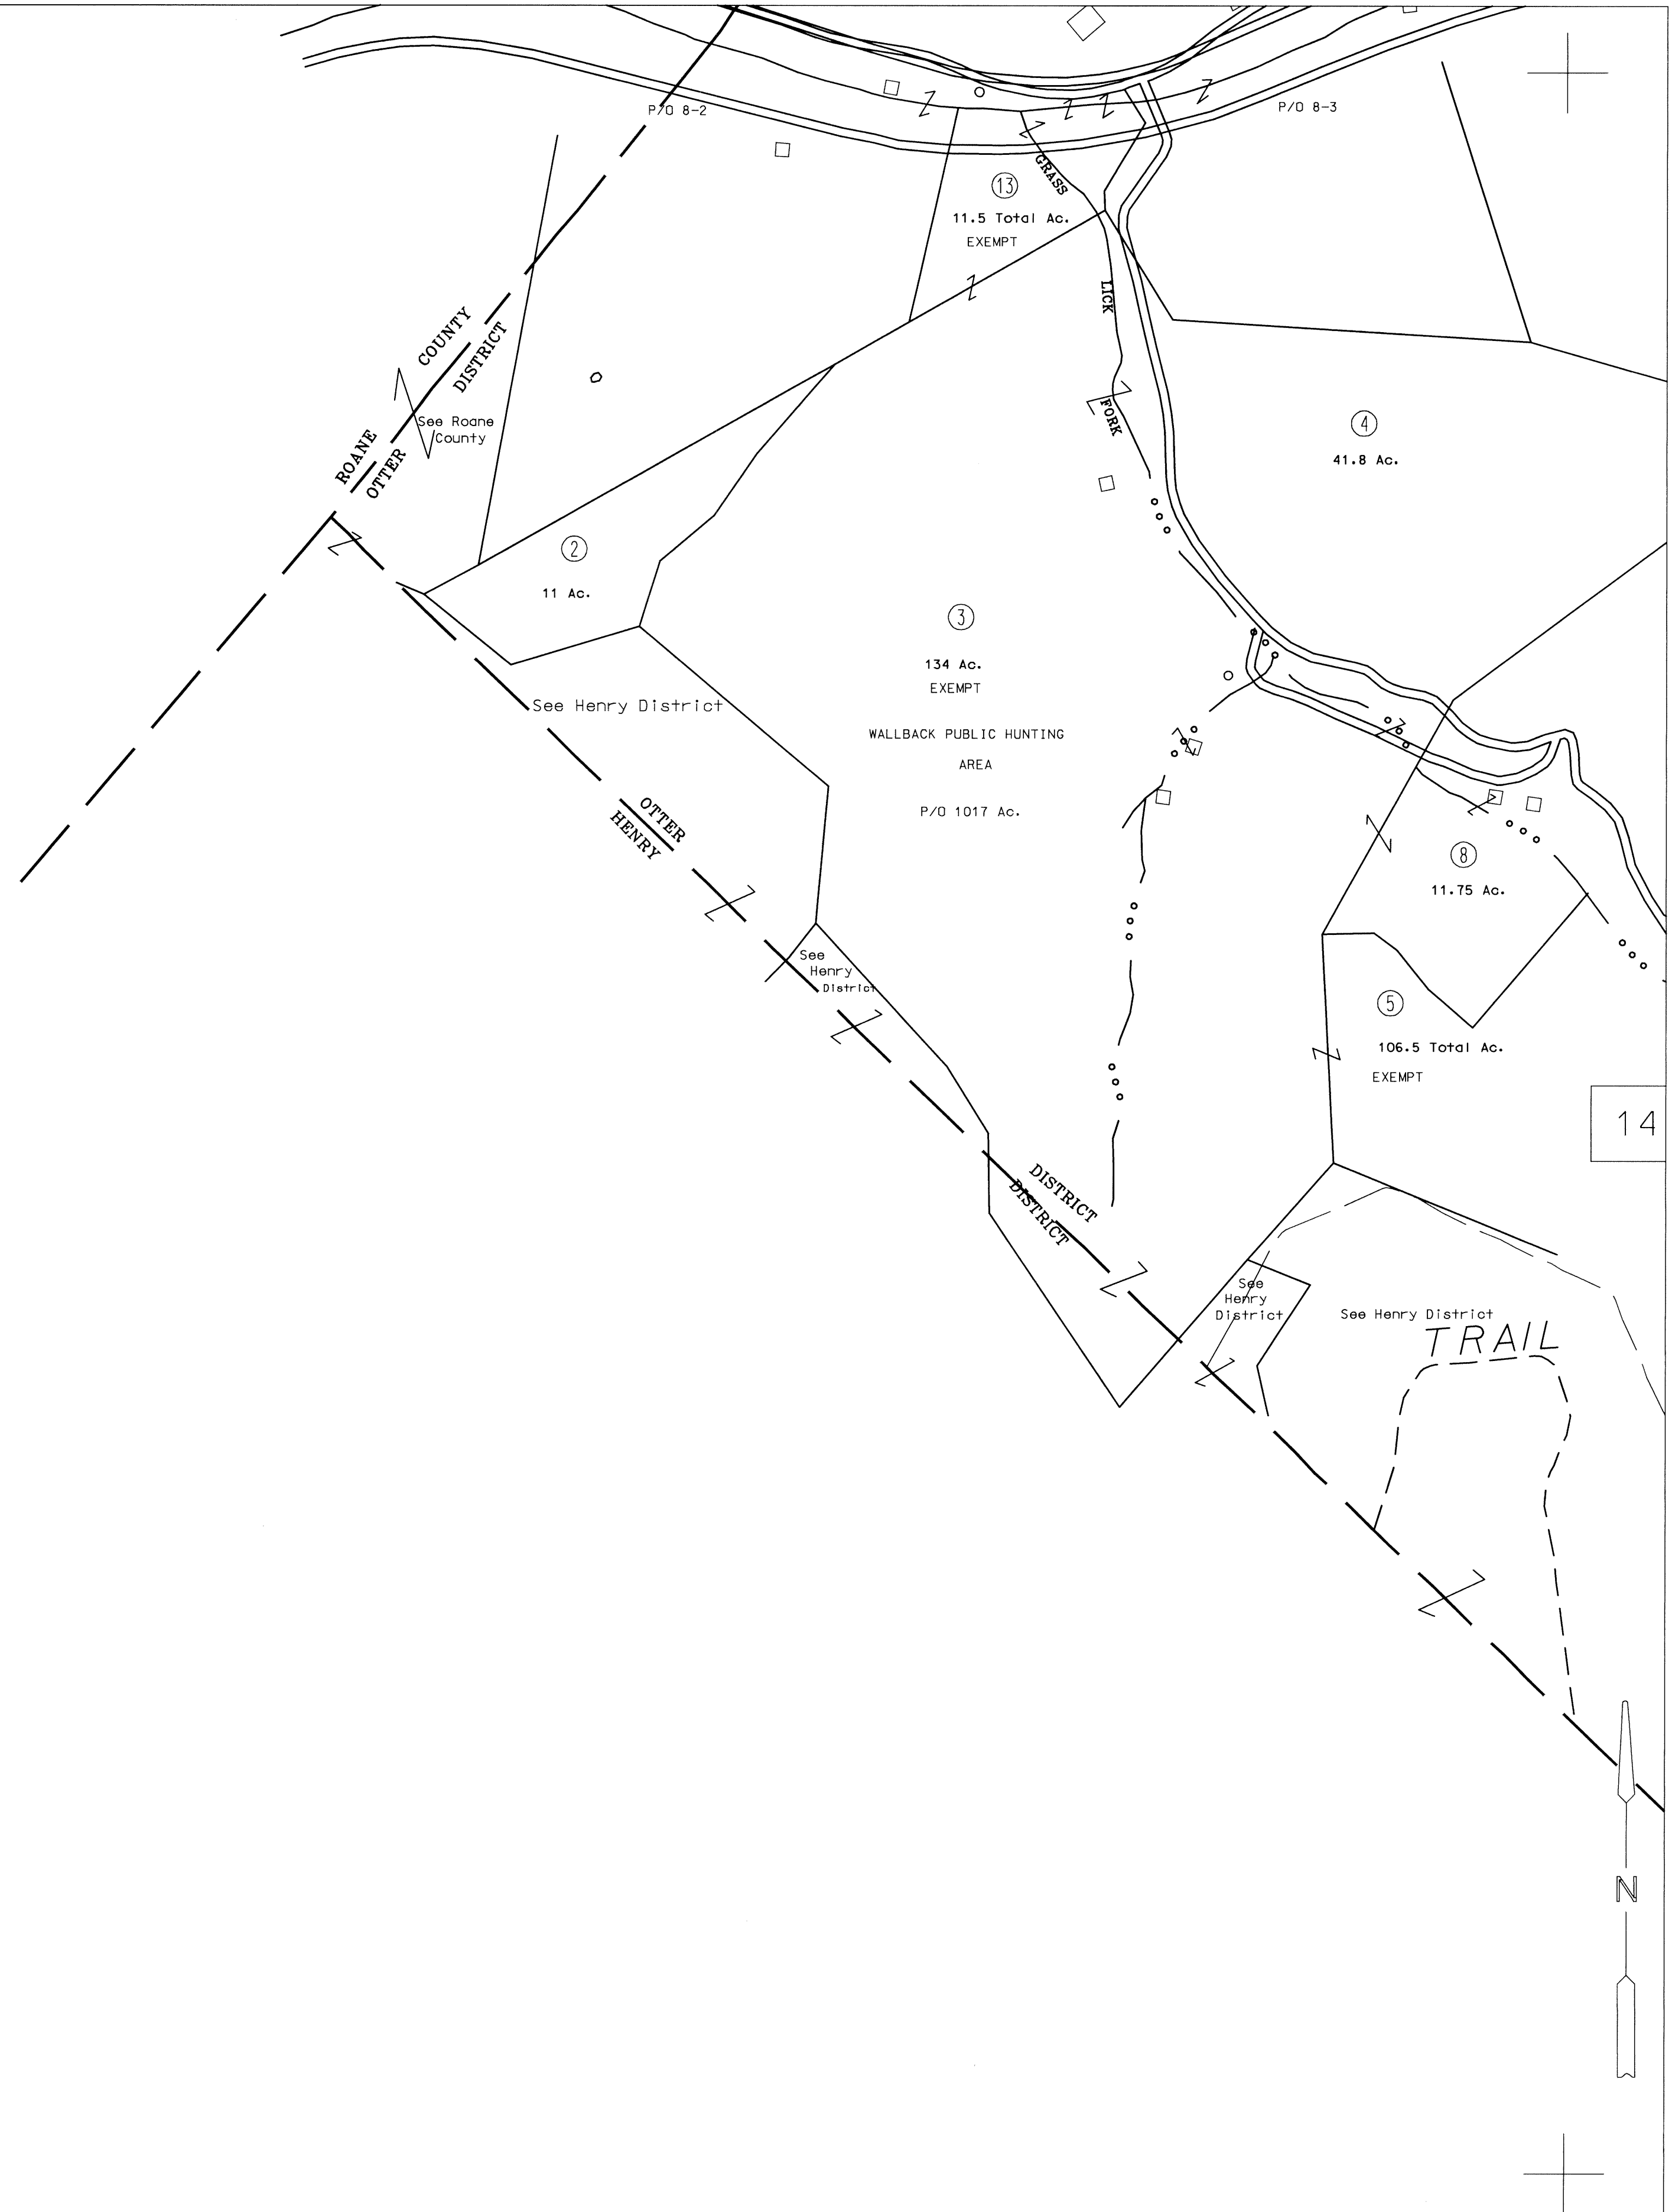 P/O 8-2
P/O 8-3
13
11.5 Total Ac.
EXEMPT
GRASS
LICK
FORK
COUNTY
DISTRICT
ROANE
OTTER
See Roane
County
4
41.8 Ac.
2
11 Ac.
3
134 Ac.
EXEMPT
WALLBACK PUBLIC HUNTING
AREA
P/O 1017 Ac.
See Henry District
OTTER
HENRY
8
11.75 Ac.
See
Henry
District
5
106.5 Total Ac.
EXEMPT
14
DISTRICT
DISTRICT
See
Henry
District
See Henry District
TRAIL
N